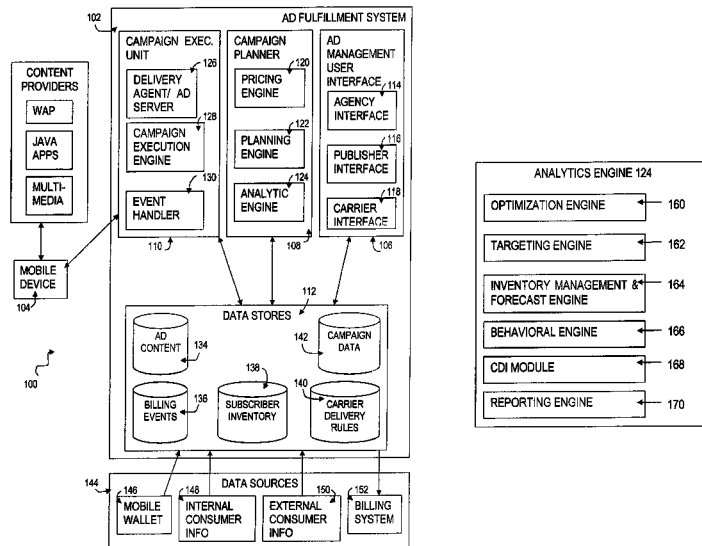 AD FULFILLMENT SYSTEM
102
CAMPAIGN EXEC.
UNIT
126
DELIVERY
AGENT/ AD
SERVER
128
CAMPAIGN
EXECUTION
ENGINE
130
EVENT
HANDLER
110
CAMPAIGN
PLANNER
120
PRICING
ENGINE
122
PLANNING
ENGINE
124
ANALYTIC
ENGINE
108
AD
MANAGEMENT
USER
INTERFACE
114
AGENCY
INTERFACE
116
PUBLISHER
INTERFACE
118
CARRIER
INTERFACE
106
CONTENT
PROVIDERS
WAP
JAVA
APPS
MULTI-
MEDIA
MOBILE
DEVICE
104
100
112
DATA STORES
AD
CONTENT
134
142
CAMPAIGN
DATA
BILLING
EVENTS
136
138
SUBSCRIBER
INVENTORY
140
CARRIER
DELIVERY
RULES
144
DATA SOURCES
146
MOBILE
WALLET
148
INTERNAL
CONSUMER
INFO
150
EXTERNAL
CONSUMER
INFO
152
BILLING
SYSTEM
ANALYTICS ENGINE 124
OPTIMIZATION ENGINE 160
TARGETING ENGINE 162
INVENTORY MANAGEMENT &
FORECAST ENGINE 164
BEHAVIORAL ENGINE 166
CDI MODULE 168
REPORTING ENGINE 170